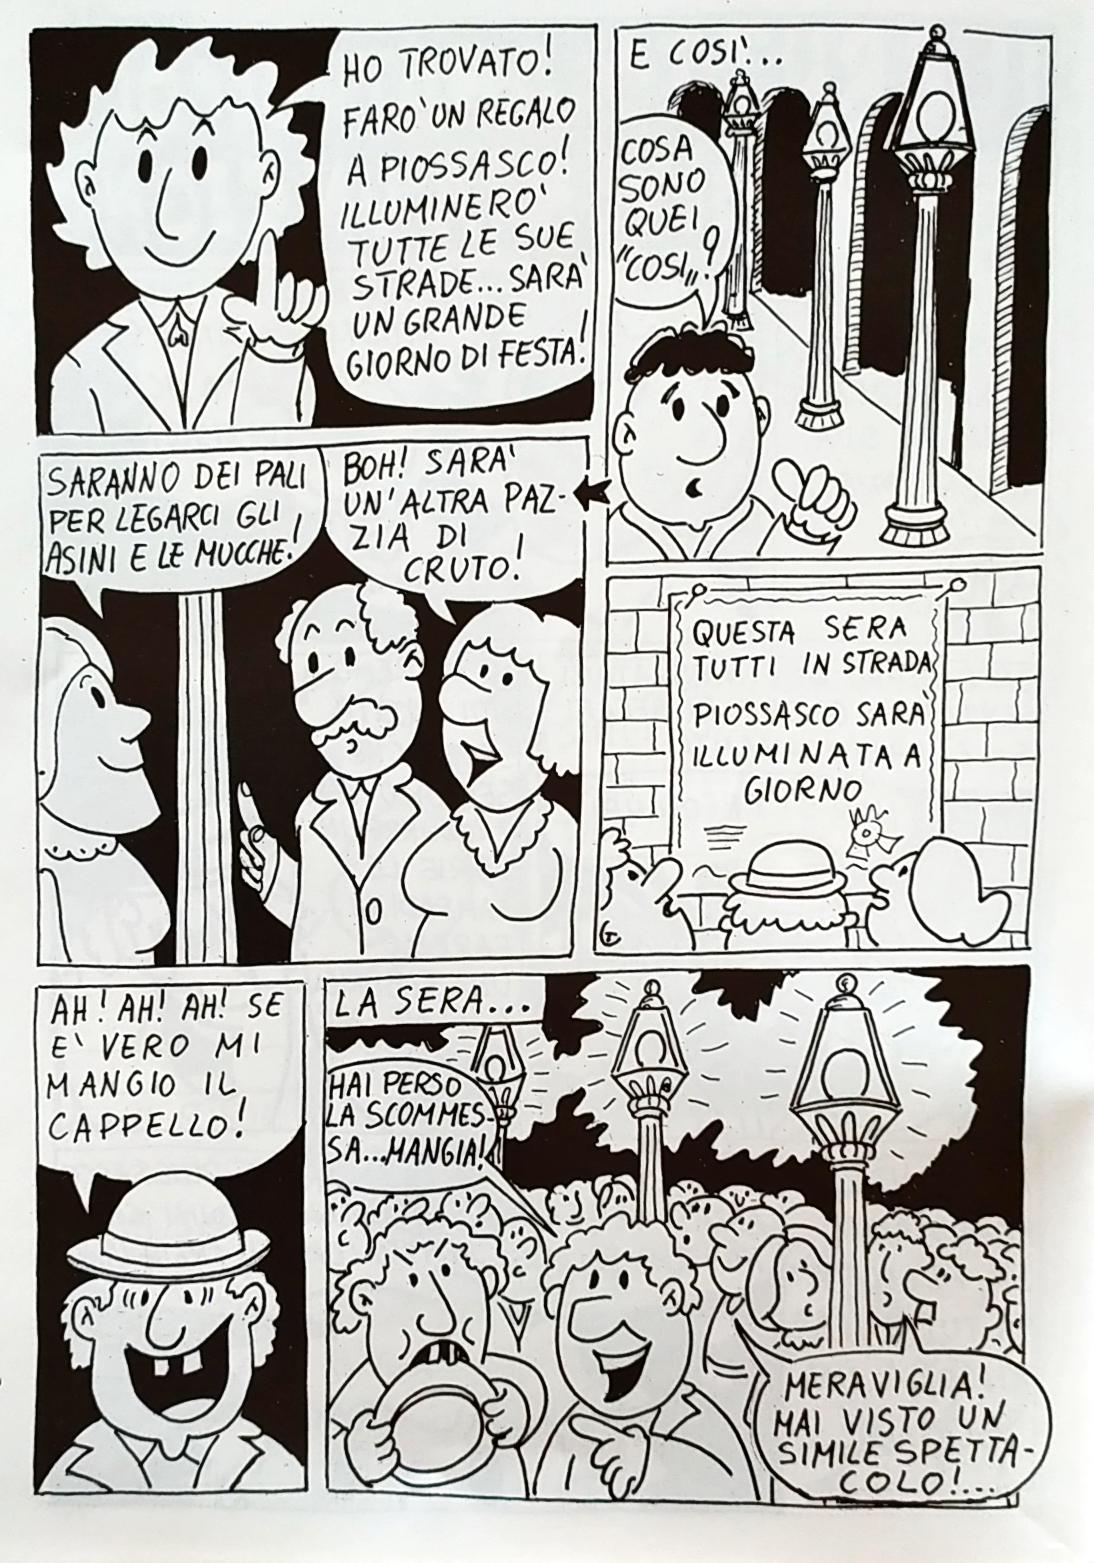 HO TROVATO!
FARO' UN REGALO
A PIOSSASCO!
ILLUMINERO'
TUTTE LE SUE
STRADE... SARA'
UN GRANDE
GIORNO DI FESTA!
E COSI'...
COSA
SONO
QUEI
"COSI„?
SARANNO DEI PALI
PER LEGARCI GLI
ASINI E LE MUCCHE!
BOH! SARA'
UN'ALTRA PAZ-
ZIA DI
CRUTO!
QUESTA SERA
TUTTI IN STRADA
PIOSSASCO SARA'
ILLUMINATA A
GIORNO
AH! AH! AH! SE
E' VERO MI
MANGIO IL
CAPPELLO!
LA SERA...
HAI PERSO
LA SCOMMES-
SA...MANGIA!
MERAVIGLIA!
MAI VISTO UN
SIMILE SPETTA-
COLO!...